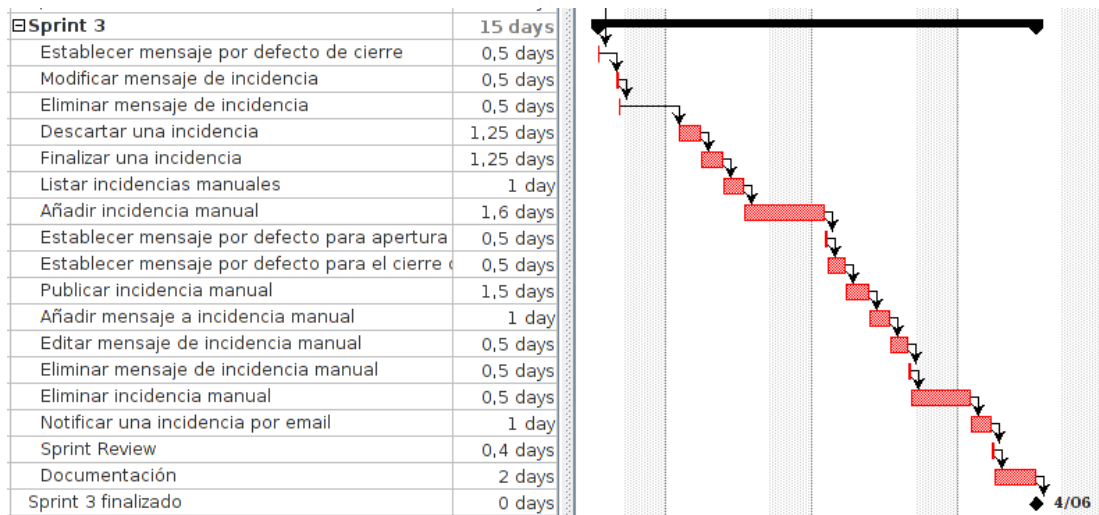 Sprint 3 15 days
Establecer mensaje por defecto de cierre 0,5 days
Modificar mensaje de incidencia 0,5 days
Eliminar mensaje de incidencia 0,5 days
Descartar una incidencia 1,25 days
Finalizar una incidencia 1,25 days
Listar incidencias manuales 1 day
Añadir incidencia manual 1,6 days
Establecer mensaje por defecto para apertura 0,5 days
Establecer mensaje por defecto para el cierre 0,5 days
Publicar incidencia manual 1,5 days
Añadir mensaje a incidencia manual 1 day
Editar mensaje de incidencia manual 0,5 days
Eliminar mensaje de incidencia manual 0,5 days
Eliminar incidencia manual 0,5 days
Notificar una incidencia por email 1 day
Sprint Review 0,4 days
Documentación 2 days
Sprint 3 finalizado 0 days 4/06